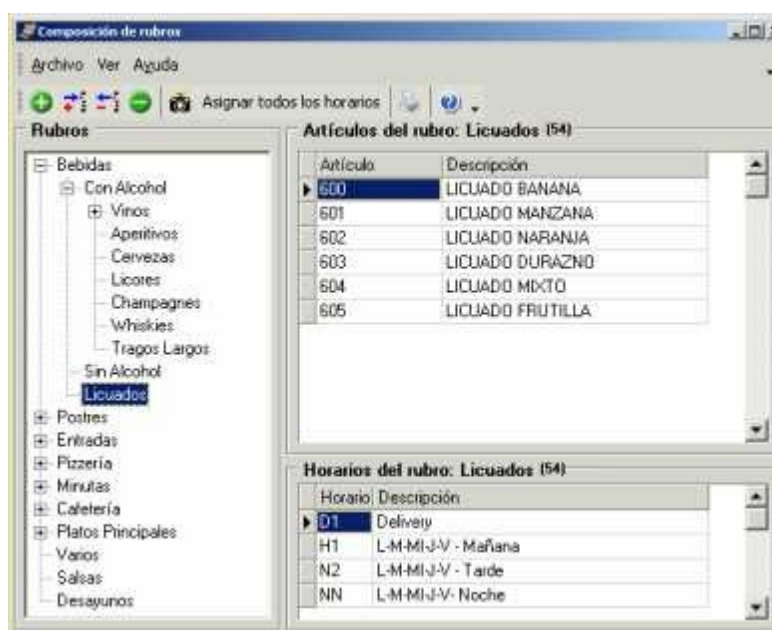 Composición de rubros
Archivo Ver Ayuda
Asignar todos los horarios
Rubros
Bebidas
Con Alcohol
Vinos
Aperitivos
Cervezas
Licores
Champagnes
Whiskies
Tragos Largos
Sin Alcohol
Licuados
Postres
Entradas
Pizzería
Minutas
Cafetería
Platos Principales
Varios
Salsas
Desayunos
Artículos del rubro: Licuados (54)
Artículo Descripción
600 LICUADO BANANA
601 LICUADO MANZANA
602 LICUADO NARANJA
603 LICUADO DURAZNO
604 LICUADO MIXTO
605 LICUADO FRUTILLA
Horarios del rubro: Licuados (54)
Horario Descripción
D1 Delivery
H1 L-M-MI-J-V - Mañana
N2 L-M-MI-J-V - Tarde
NN L-M-MI-J-V- Noche